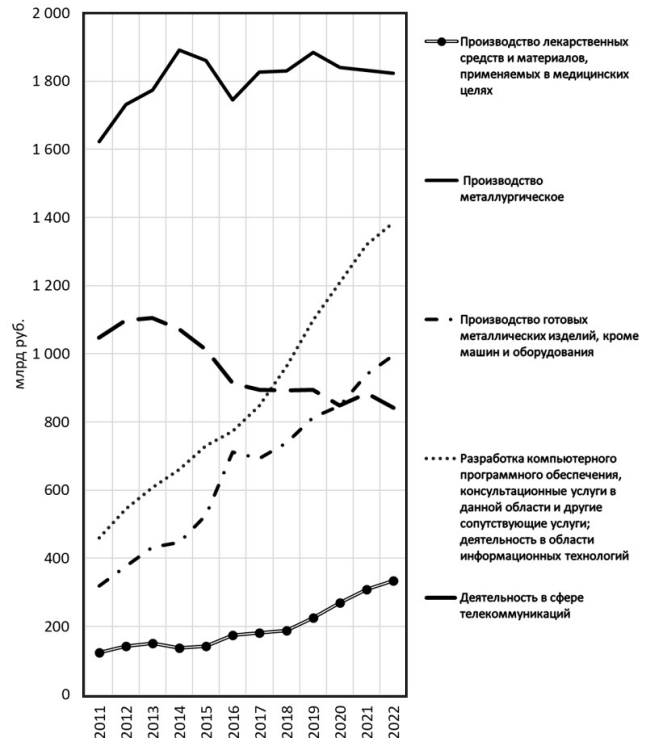 млрд руб.
2 000
1 800
1 600
1 400
1 200
1 000
800
600
400
200
0
2011
2012
2013
2014
2015
2016
2017
2018
2019
2020
2021
2022
Производство лекарственных
средств и материалов,
применяемых в медицинских
целях
Производство
металлургическое
Производство готовых
металлических изделий, кроме
машин и оборудования
Разработка компьютерного
программного обеспечения,
консультационные услуги в
данной области и другие
сопутствующие услуги;
деятельность в области
информационных технологий
Деятельность в сфере
телекоммуникаций